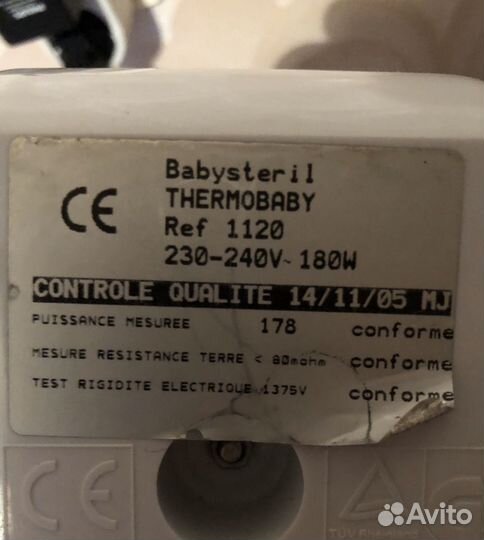 Babysteril
CE THERMOBABY
Ref 1120
230-240V~180W
CONTROLE QUALITE 14/11/05 MJ
PUISSANCE MESUREE 178 conforme
MESURE RESISTANCE TERRE < 80mohm conforme
TEST RIGIDITE ELECTRIQUE 1375V conforme
CE
TÜV
Avito